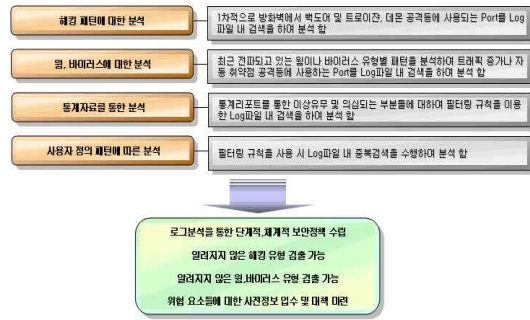 해킹 패턴에 대한 분석
1차적으로 방화벽에서 백도어 및 트로이잔, 데몬 공격등에 사용되는 Port를 Log
파일 내 검색을 하여 분석 함
웜, 바이러스에 대한 분석
최근 전파되고 있는 웜이나 바이러스 유형별 패턴을 분석하여 트래픽 증가나 자
동 취약점 공격등에 사용하는 Port를 Log파일 내 검색을 하여 분석 함
통계자료를 통한 분석
통계리포트를 통한 이상유무 및 의심되는 부분들에 대하여 필터링 규칙을 이용
한 Log파일 내 검색을 하여 분석 함
사용자 정의 패턴에 따른 분석
필터링 규칙을 사용 시 Log파일 내 중복검색을 수행하여 분석 함
로그분석을 통한 단계적,체계적 보안정책 수립
알려지지 않은 해킹 유형 검출 가능
알려지지 않은 웜,바이러스 유형 검출 가능
위협 요소들에 대한 사전정보 입수 및 대책 마련